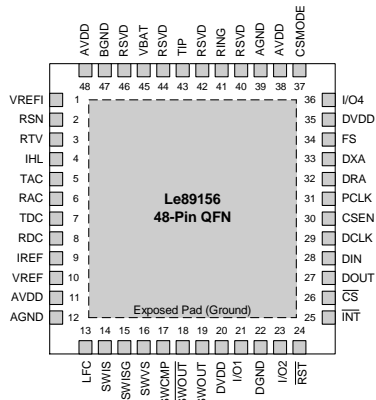 AVDD BGND RSVD VBAT RSVD TIP RSVD RING RSVD AGND AVDD CSMODE
48 47 46 45 44 43 42 41 40 39 38 37
VREFI 1 36 I/O4
RSN 2 35 DVDD
RTV 3 34 FS
IHL 4 33 DXA
TAC 5 32 DRA
RAC 6 31 PCLK
TDC 7 30 CSEN
RDC 8 29 DCLK
IREF 9 28 DIN
VREF 10 27 DOUT
AVDD 11 26 C̅S̅
AGND 12 25 I̅N̅T̅
Le89156
48-Pin QFN
Exposed Pad (Ground)
13 14 15 16 17 18 19 20 21 22 23 24
LFC SWIS SWISG SWVS SWCMP S̅W̅O̅U̅T̅ SWOUT DVDD I/O1 DGND I/O2 R̅S̅T̅